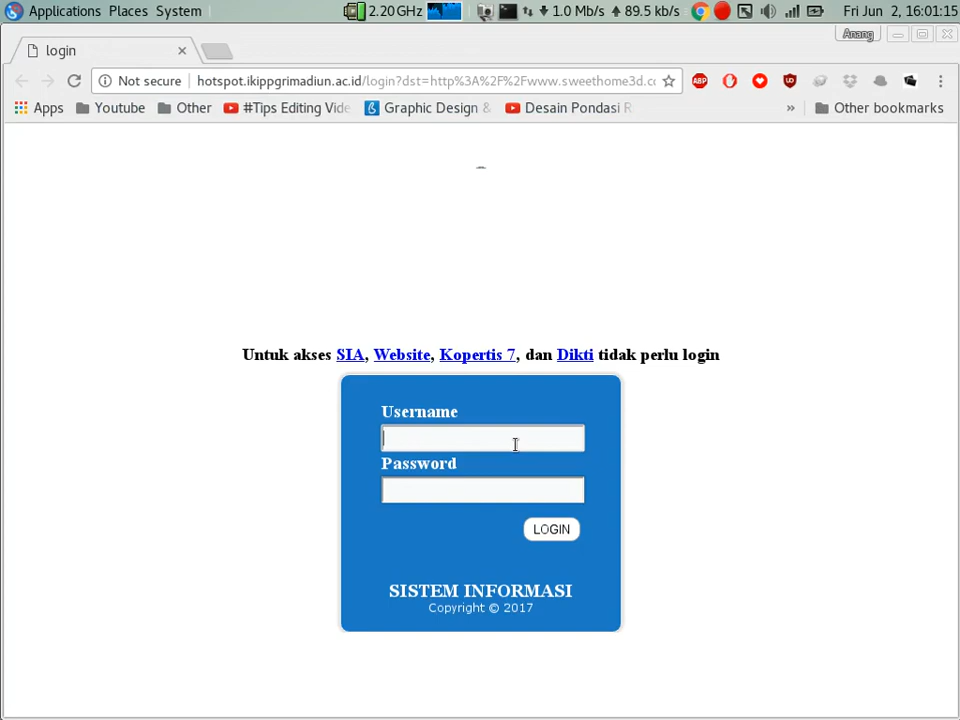 Applications Places System 2.20 GHz 1.0 Mb/s 89.5 kb/s Fri Jun 2, 16:01:15
login Anang
Not secure hotspot.ikippgrimadiun.ac.id/login?dst=http%3A%2F%2Fwww.sweethome3d.cc
Apps Youtube Other #Tips Editing Vide Graphic Design & Desain Pondasi R » Other bookmarks
Untuk akses SIA, Website, Kopertis 7, dan Dikti tidak perlu login
Username
Password
LOGIN
SISTEM INFORMASI
Copyright © 2017